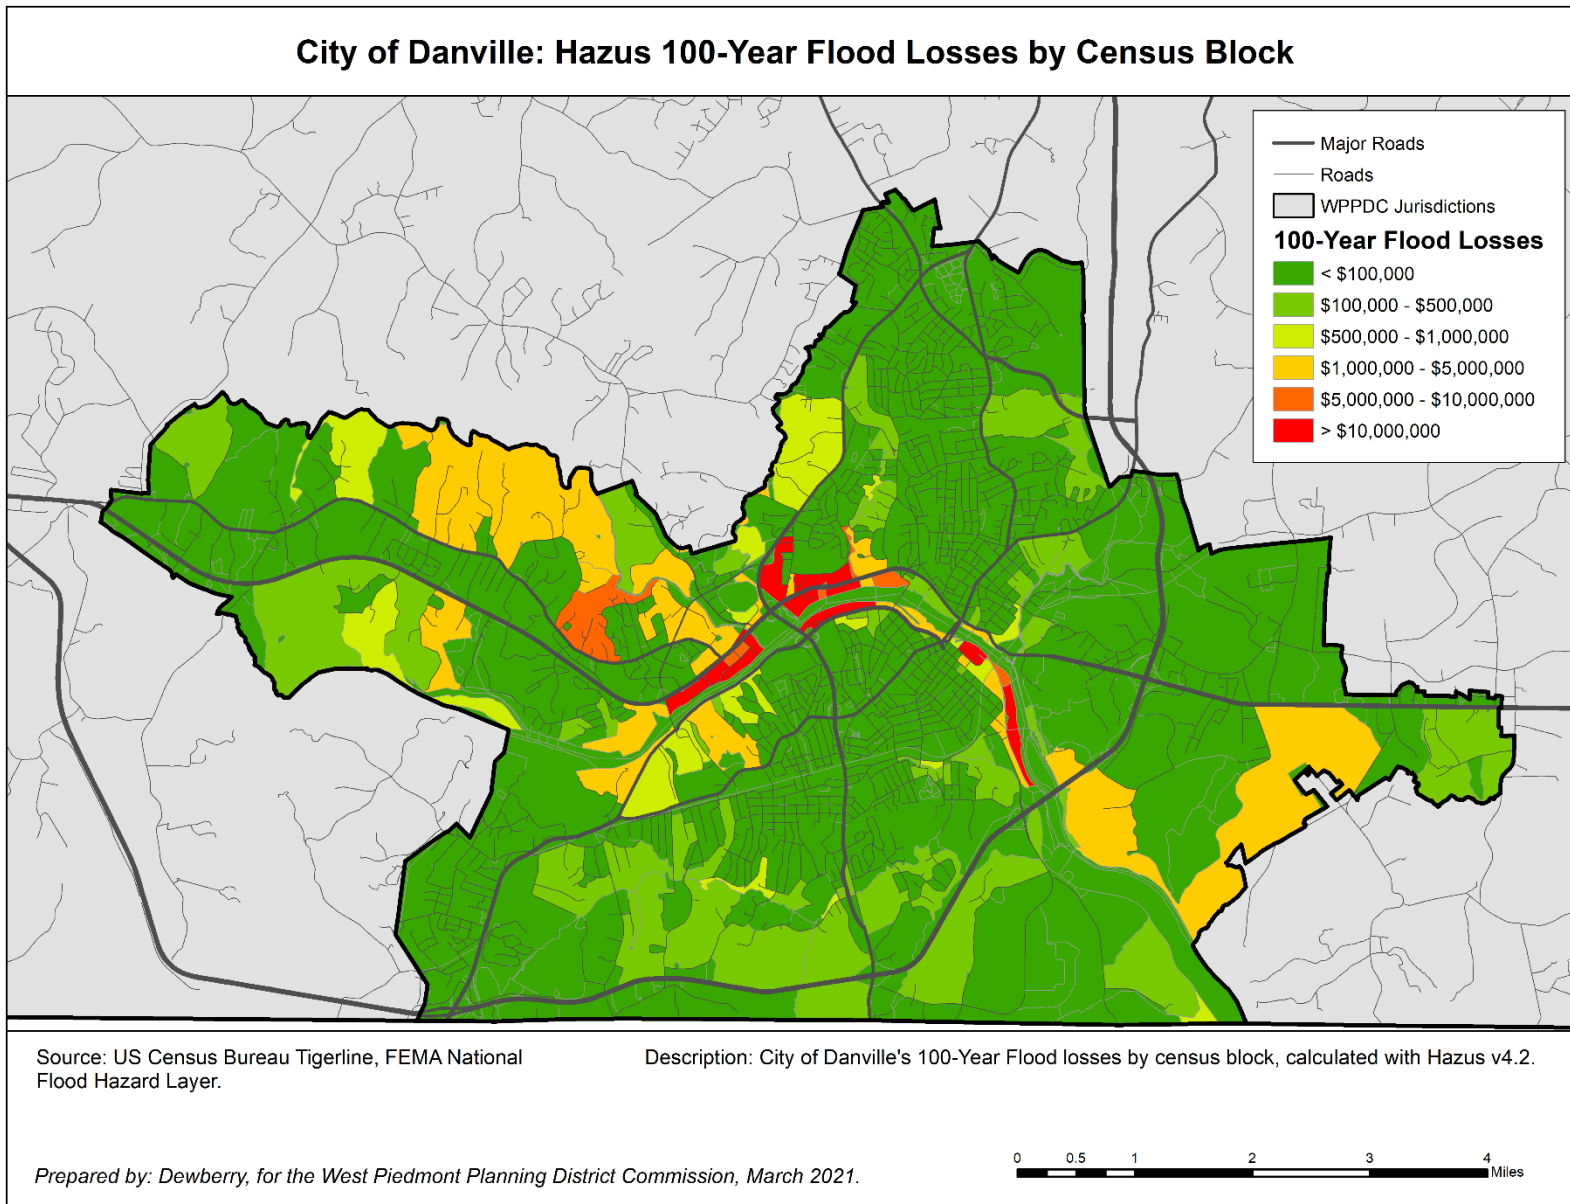 City of Danville: Hazus 100-Year Flood Losses by Census Block
Major Roads
Roads
WPPDC Jurisdictions
100-Year Flood Losses
< $100,000
$100,000 - $500,000
$500,000 - $1,000,000
$1,000,000 - $5,000,000
$5,000,000 - $10,000,000
> $10,000,000
Source: US Census Bureau Tigerline, FEMA National
Flood Hazard Layer.
Description: City of Danville's 100-Year Flood losses by census block, calculated with Hazus v4.2.
Prepared by: Dewberry, for the West Piedmont Planning District Commission, March 2021.
0 0.5 1 2 3 4
Miles